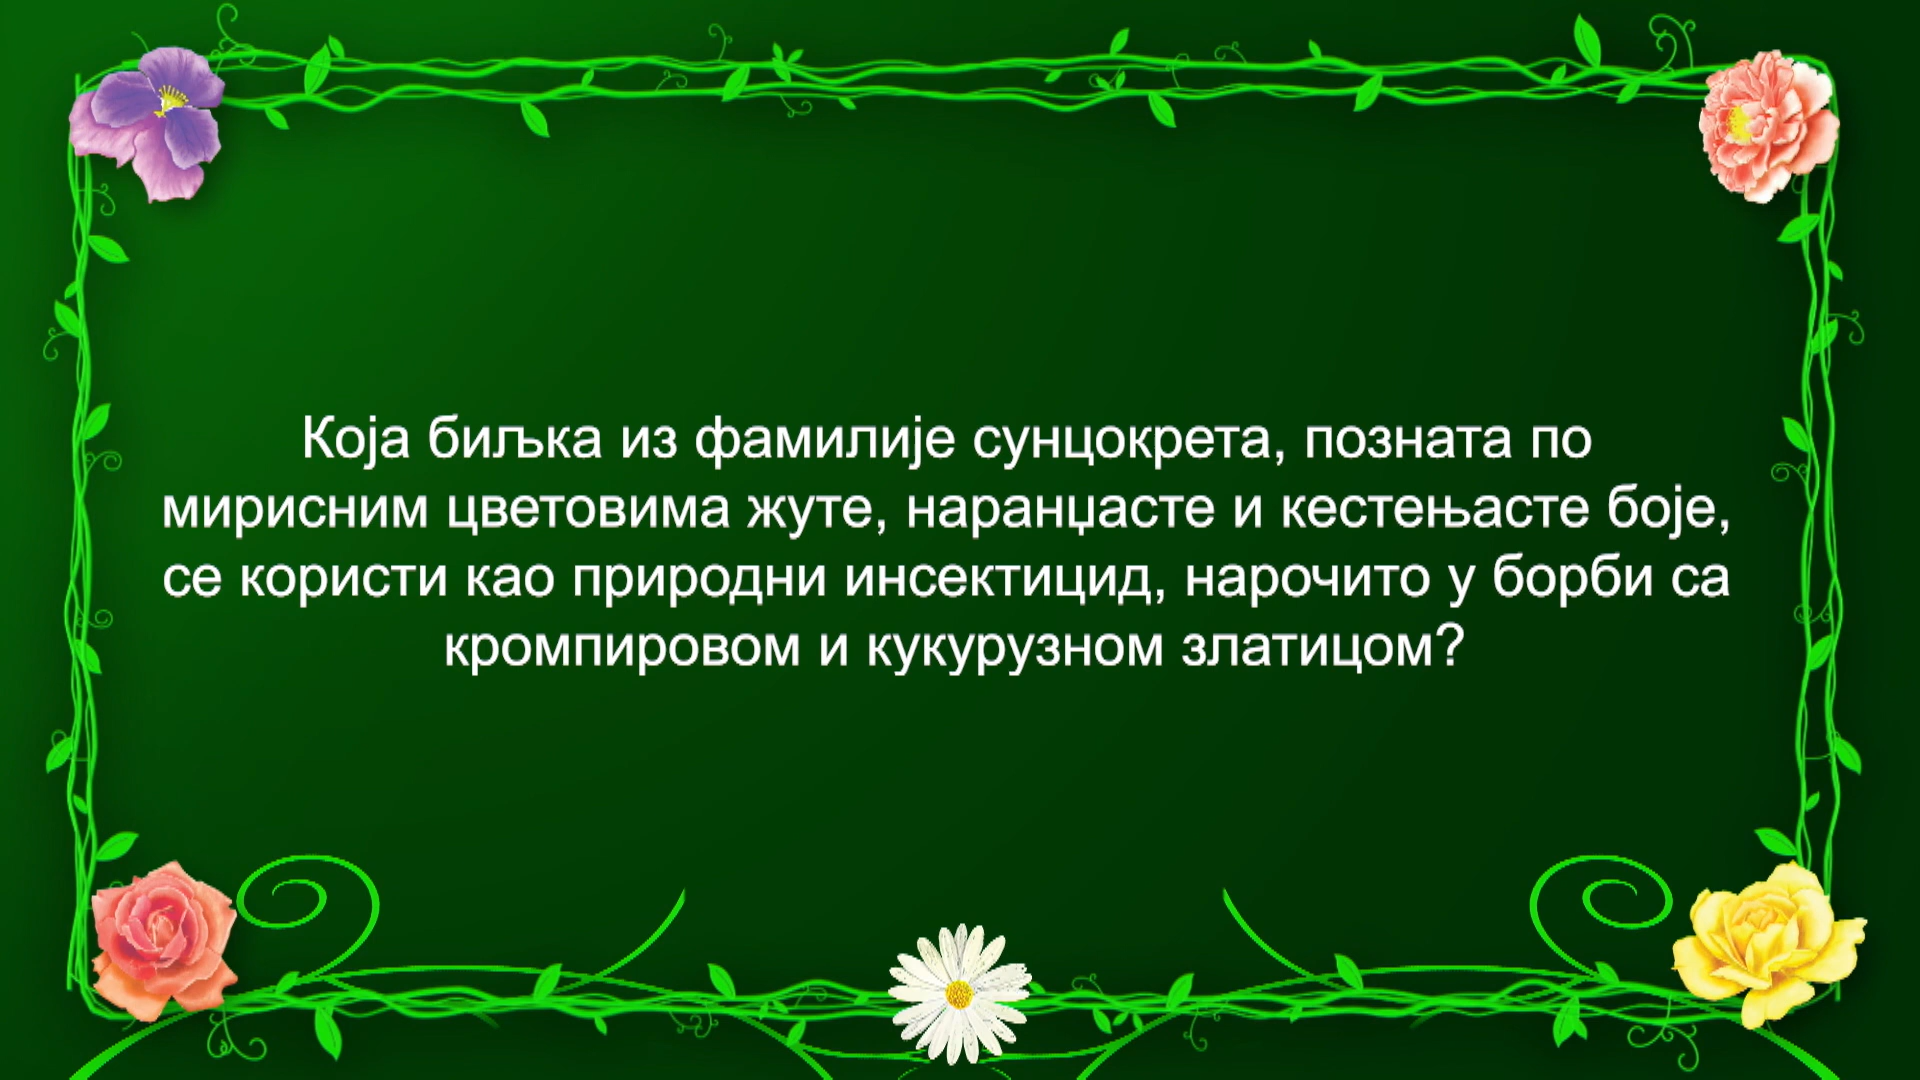 Која биљка из фамилије сунцокрета, позната по
мирисним цветовима жуте, наранџасте и кестењасте боје,
се користи као природни инсектицид, нарочито у борби са
кромпировом и кукурузном златицом?